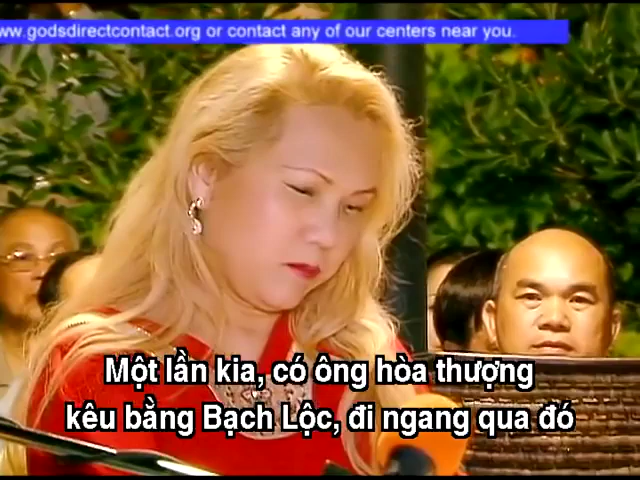 www.godsdirectcontact.org or contact any of our centers near you.
Một lần kia, có ông hòa thượng
kêu bằng Bạch Lộc, đi ngang qua đó